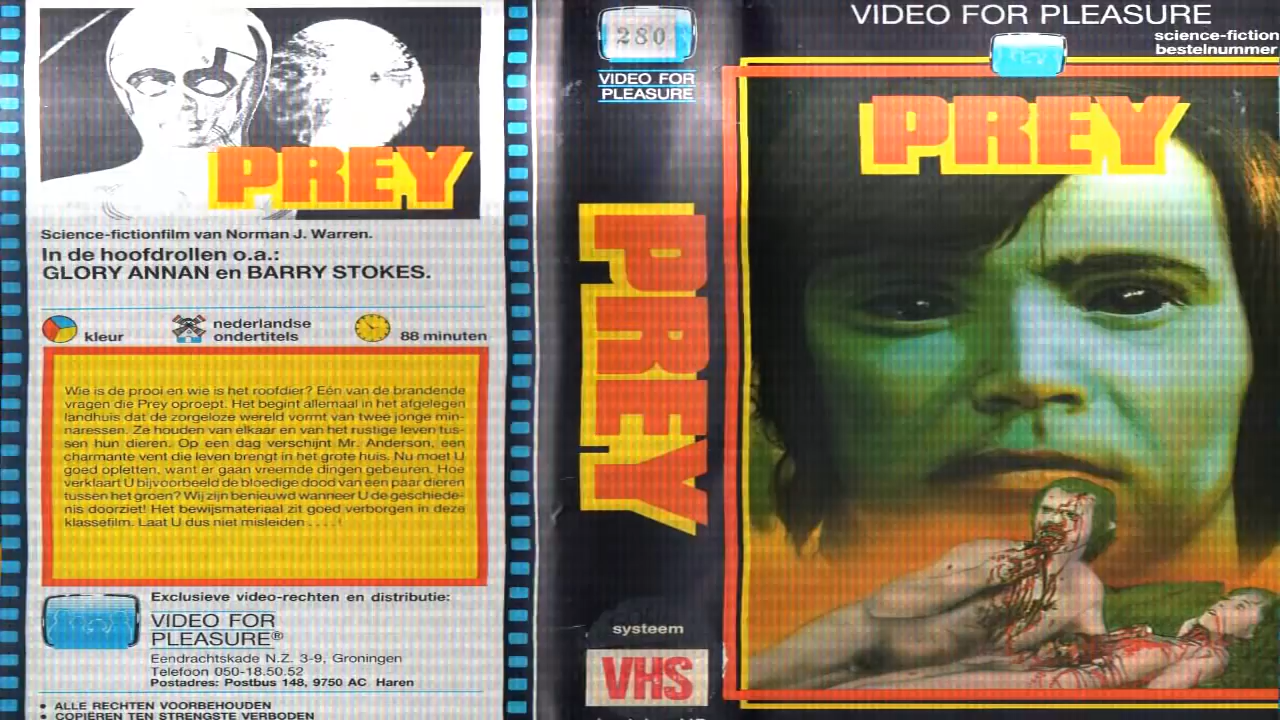 PREY
Science-fictionfilm van Norman J. Warren.
In de hoofdrollen o.a.:
GLORY ANNAN en BARRY STOKES.
kleur
nederlandse
ondertitels
88 minuten
Wie is de prooi en wie is het roofdier? Eén van de brandende
vragen die Prey oproept. Het begint allemaal in het afgelegen
landhuis dat de zorgeloze wereld vormt van twee jonge min-
naressen. Ze houden van elkaar en van het rustige leven tus-
sen hun dieren. Op een dag verschijnt Mr. Anderson, een
charmante vent die leven brengt in het grote huis. Nu moet U
goed opletten, want er gaan vreemde dingen gebeuren. Hoe
verklaart U bijvoorbeeld de bloedige dood van een paar dieren
tussen het groen? Wij zijn benieuwd wanneer U de geschiede-
nis doorziet! Het bewijsmateriaal zit goed verborgen in deze
klassefilm. Laat U dus niet misleiden . . . . !
Exclusieve video-rechten en distributie:
VIDEO FOR
PLEASURE®
Eendrachtskade N.Z. 3-9, Groningen
Telefoon 050-18.50.52
Postadres: Postbus 148, 9750 AC Haren
• ALLE RECHTEN VOORBEHOUDEN
• COPIËREN TEN STRENGSTE VERBODEN
280
VIDEO FOR
PLEASURE
PREY
systeem
VHS
VIDEO FOR PLEASURE
science-fiction
bestelnummer
PREY